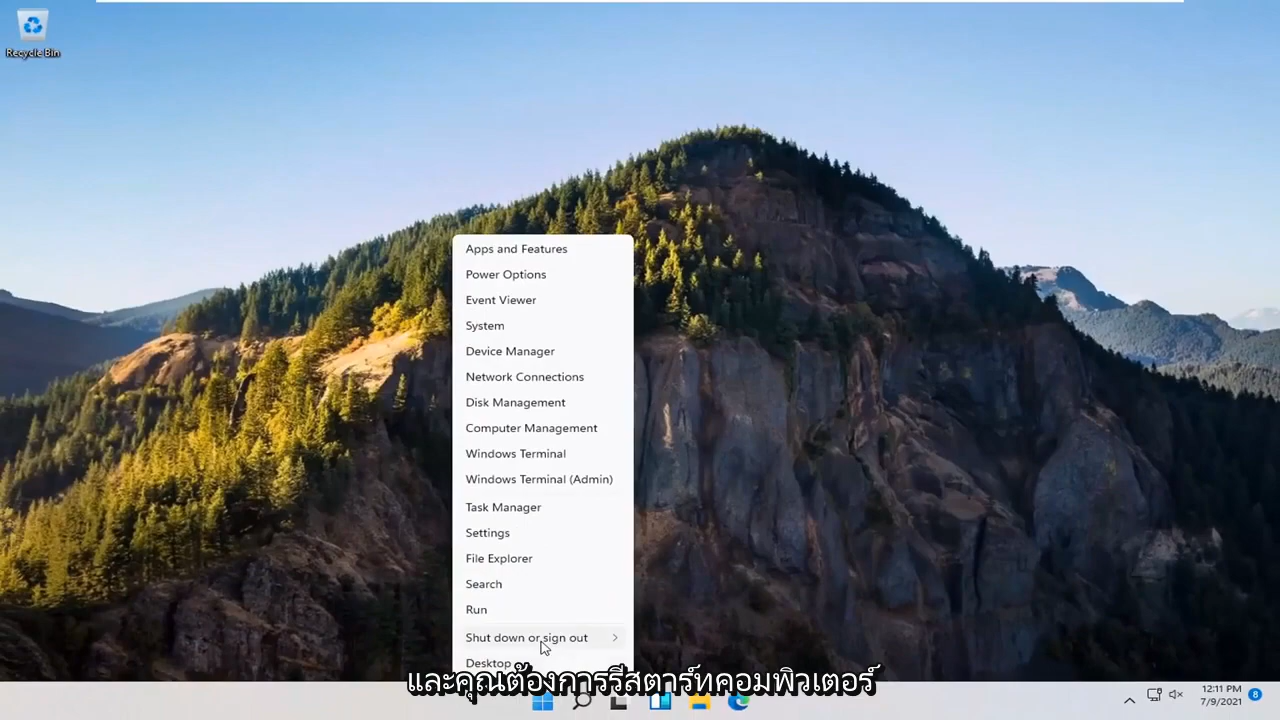 Recycle Bin
Apps and Features
Power Options
Event Viewer
System
Device Manager
Network Connections
Disk Management
Computer Management
Windows Terminal
Windows Terminal (Admin)
Task Manager
Settings
File Explorer
Search
Run
Shut down or sign out
Desktop
และคุณต้องการรีสตาร์ทคอมพิวเตอร์
12:11 PM
7/9/2021
8